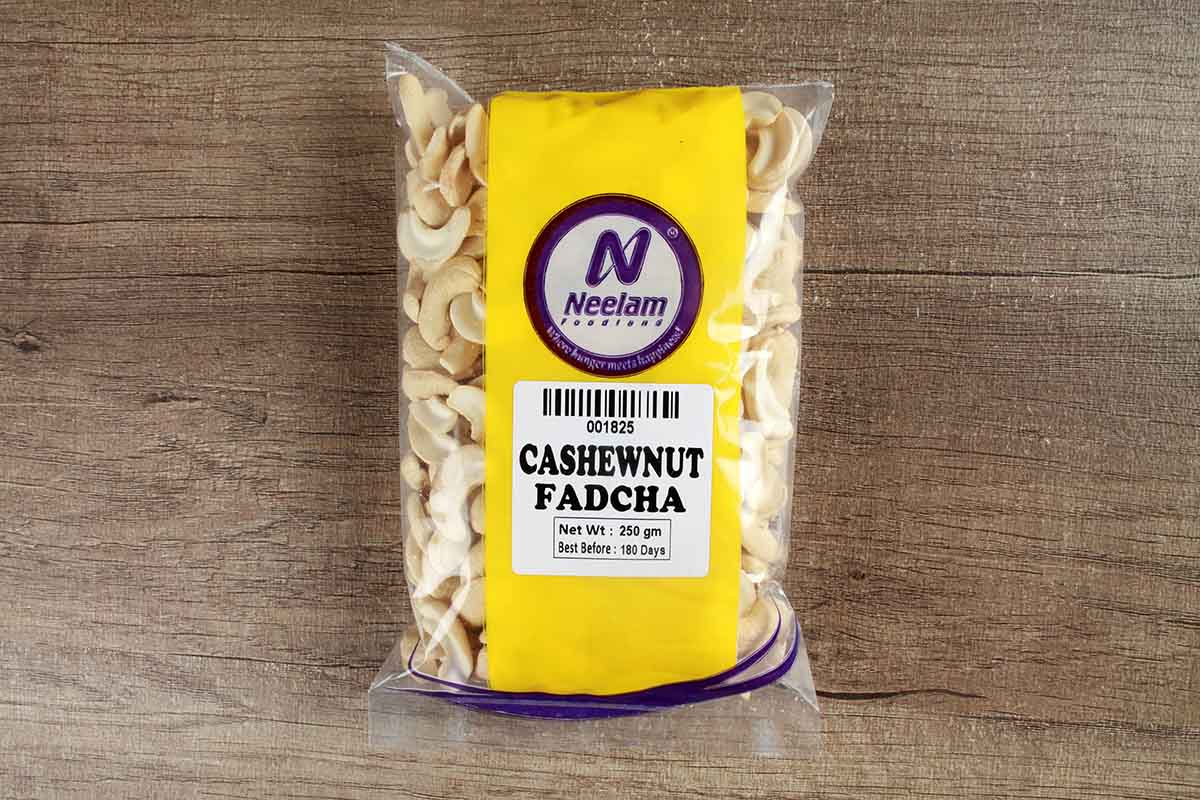 N
®
Neelam
Foodland
Where hunger meets happiness!
001825
CASHEWNUT
FADCHA
Net Wt : 250 gm
Best Before : 180 Days